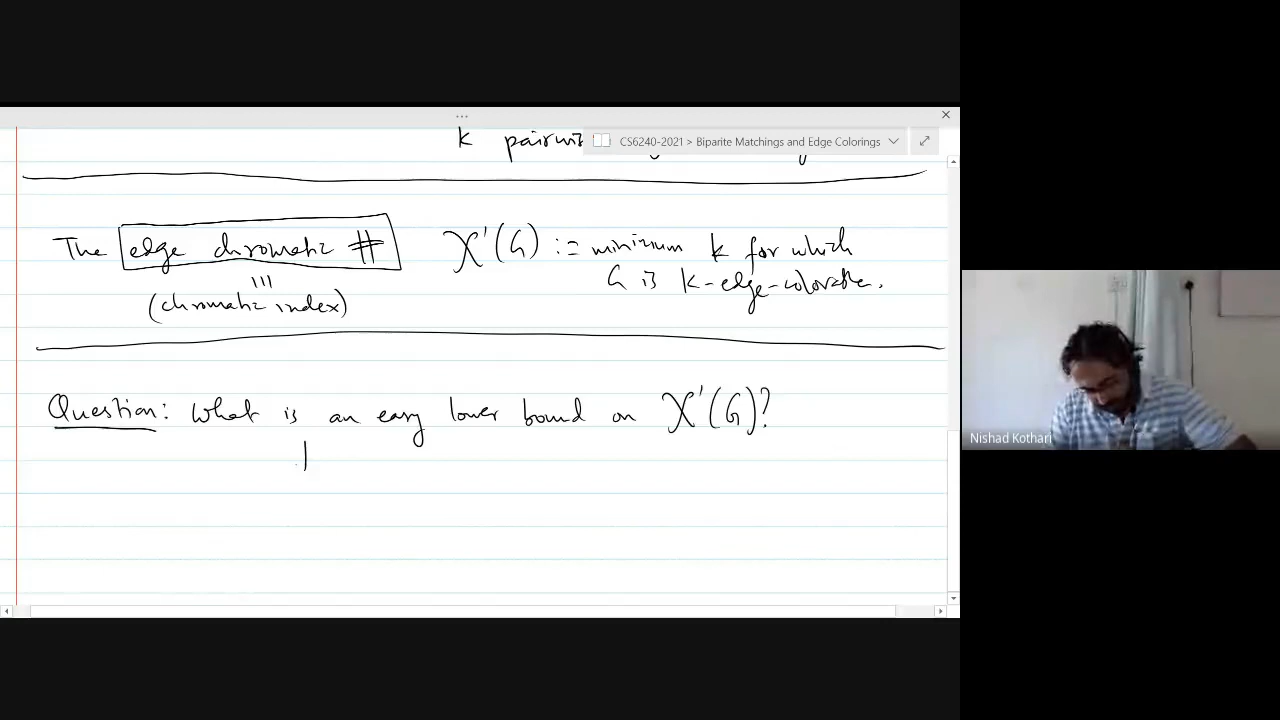 k pairwi
CS6240-2021 > Biparite Matchings and Edge Colorings
The edge chromatic # χ'(G) := minimum k for which
G is k-edge-colorable.
(chromatic index)
Question: What is an easy lower bound on χ'(G)?
Nishad Kothari